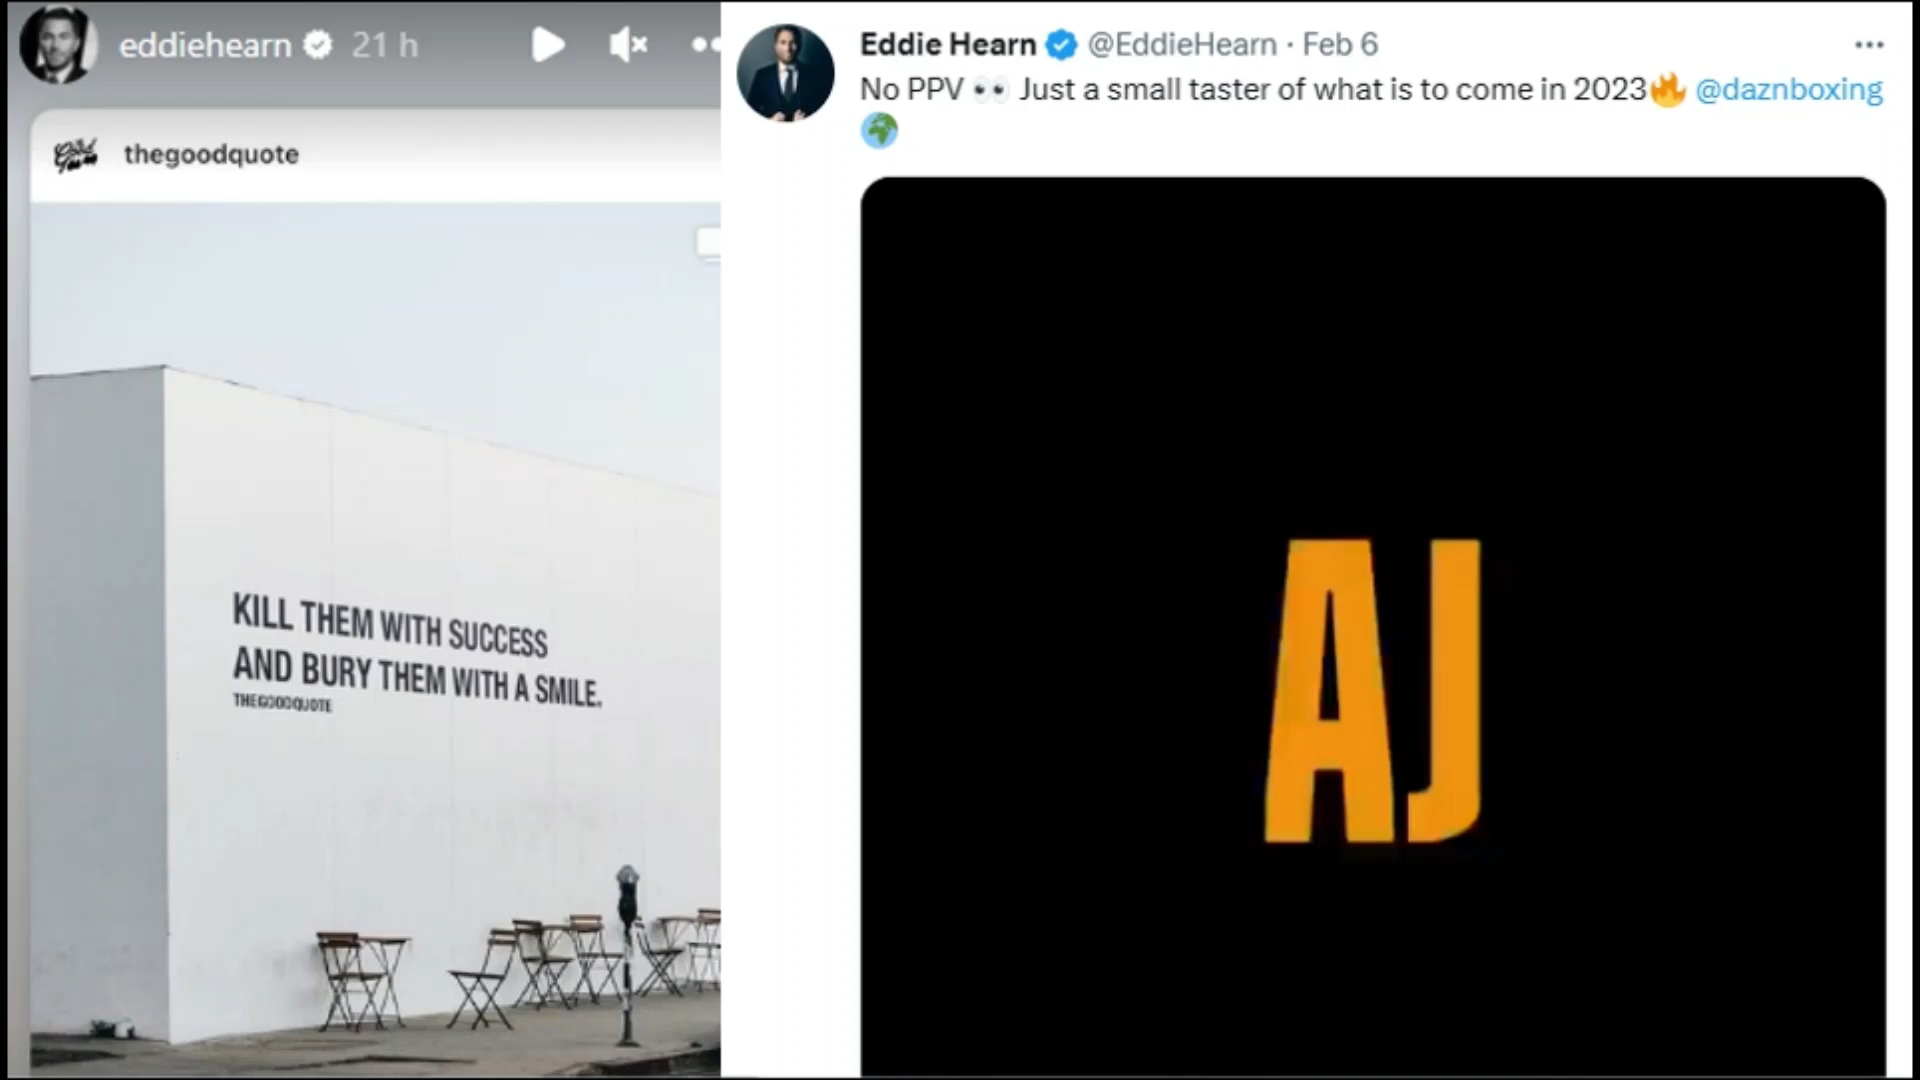 eddiehearn 21 h
thegoodquote
KILL THEM WITH SUCCESS
AND BURY THEM WITH A SMILE.
THEGOODQUOTE
Eddie Hearn @EddieHearn · Feb 6
No PPV 👀 Just a small taster of what is to come in 2023🔥 @daznboxing
🌍
AJ